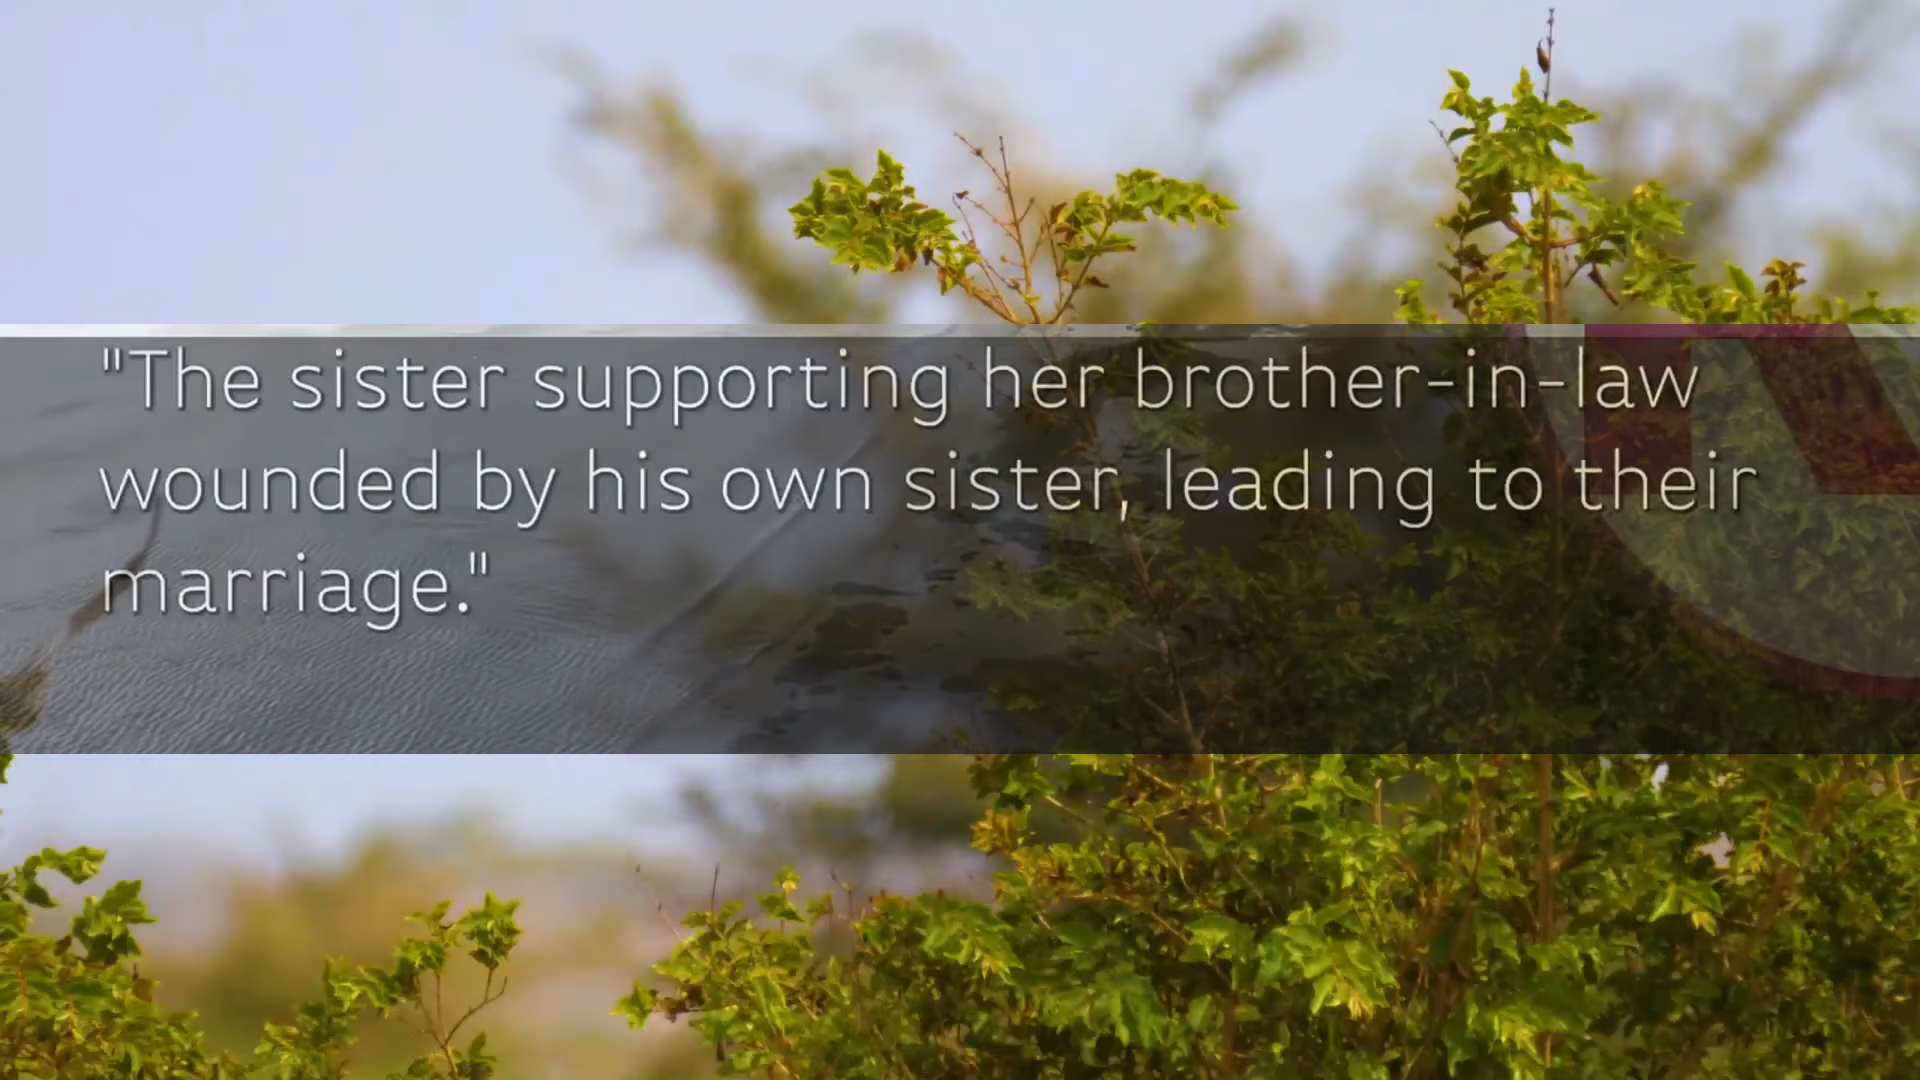 "The sister supporting her brother-in-law
wounded by his own sister, leading to their
marriage."